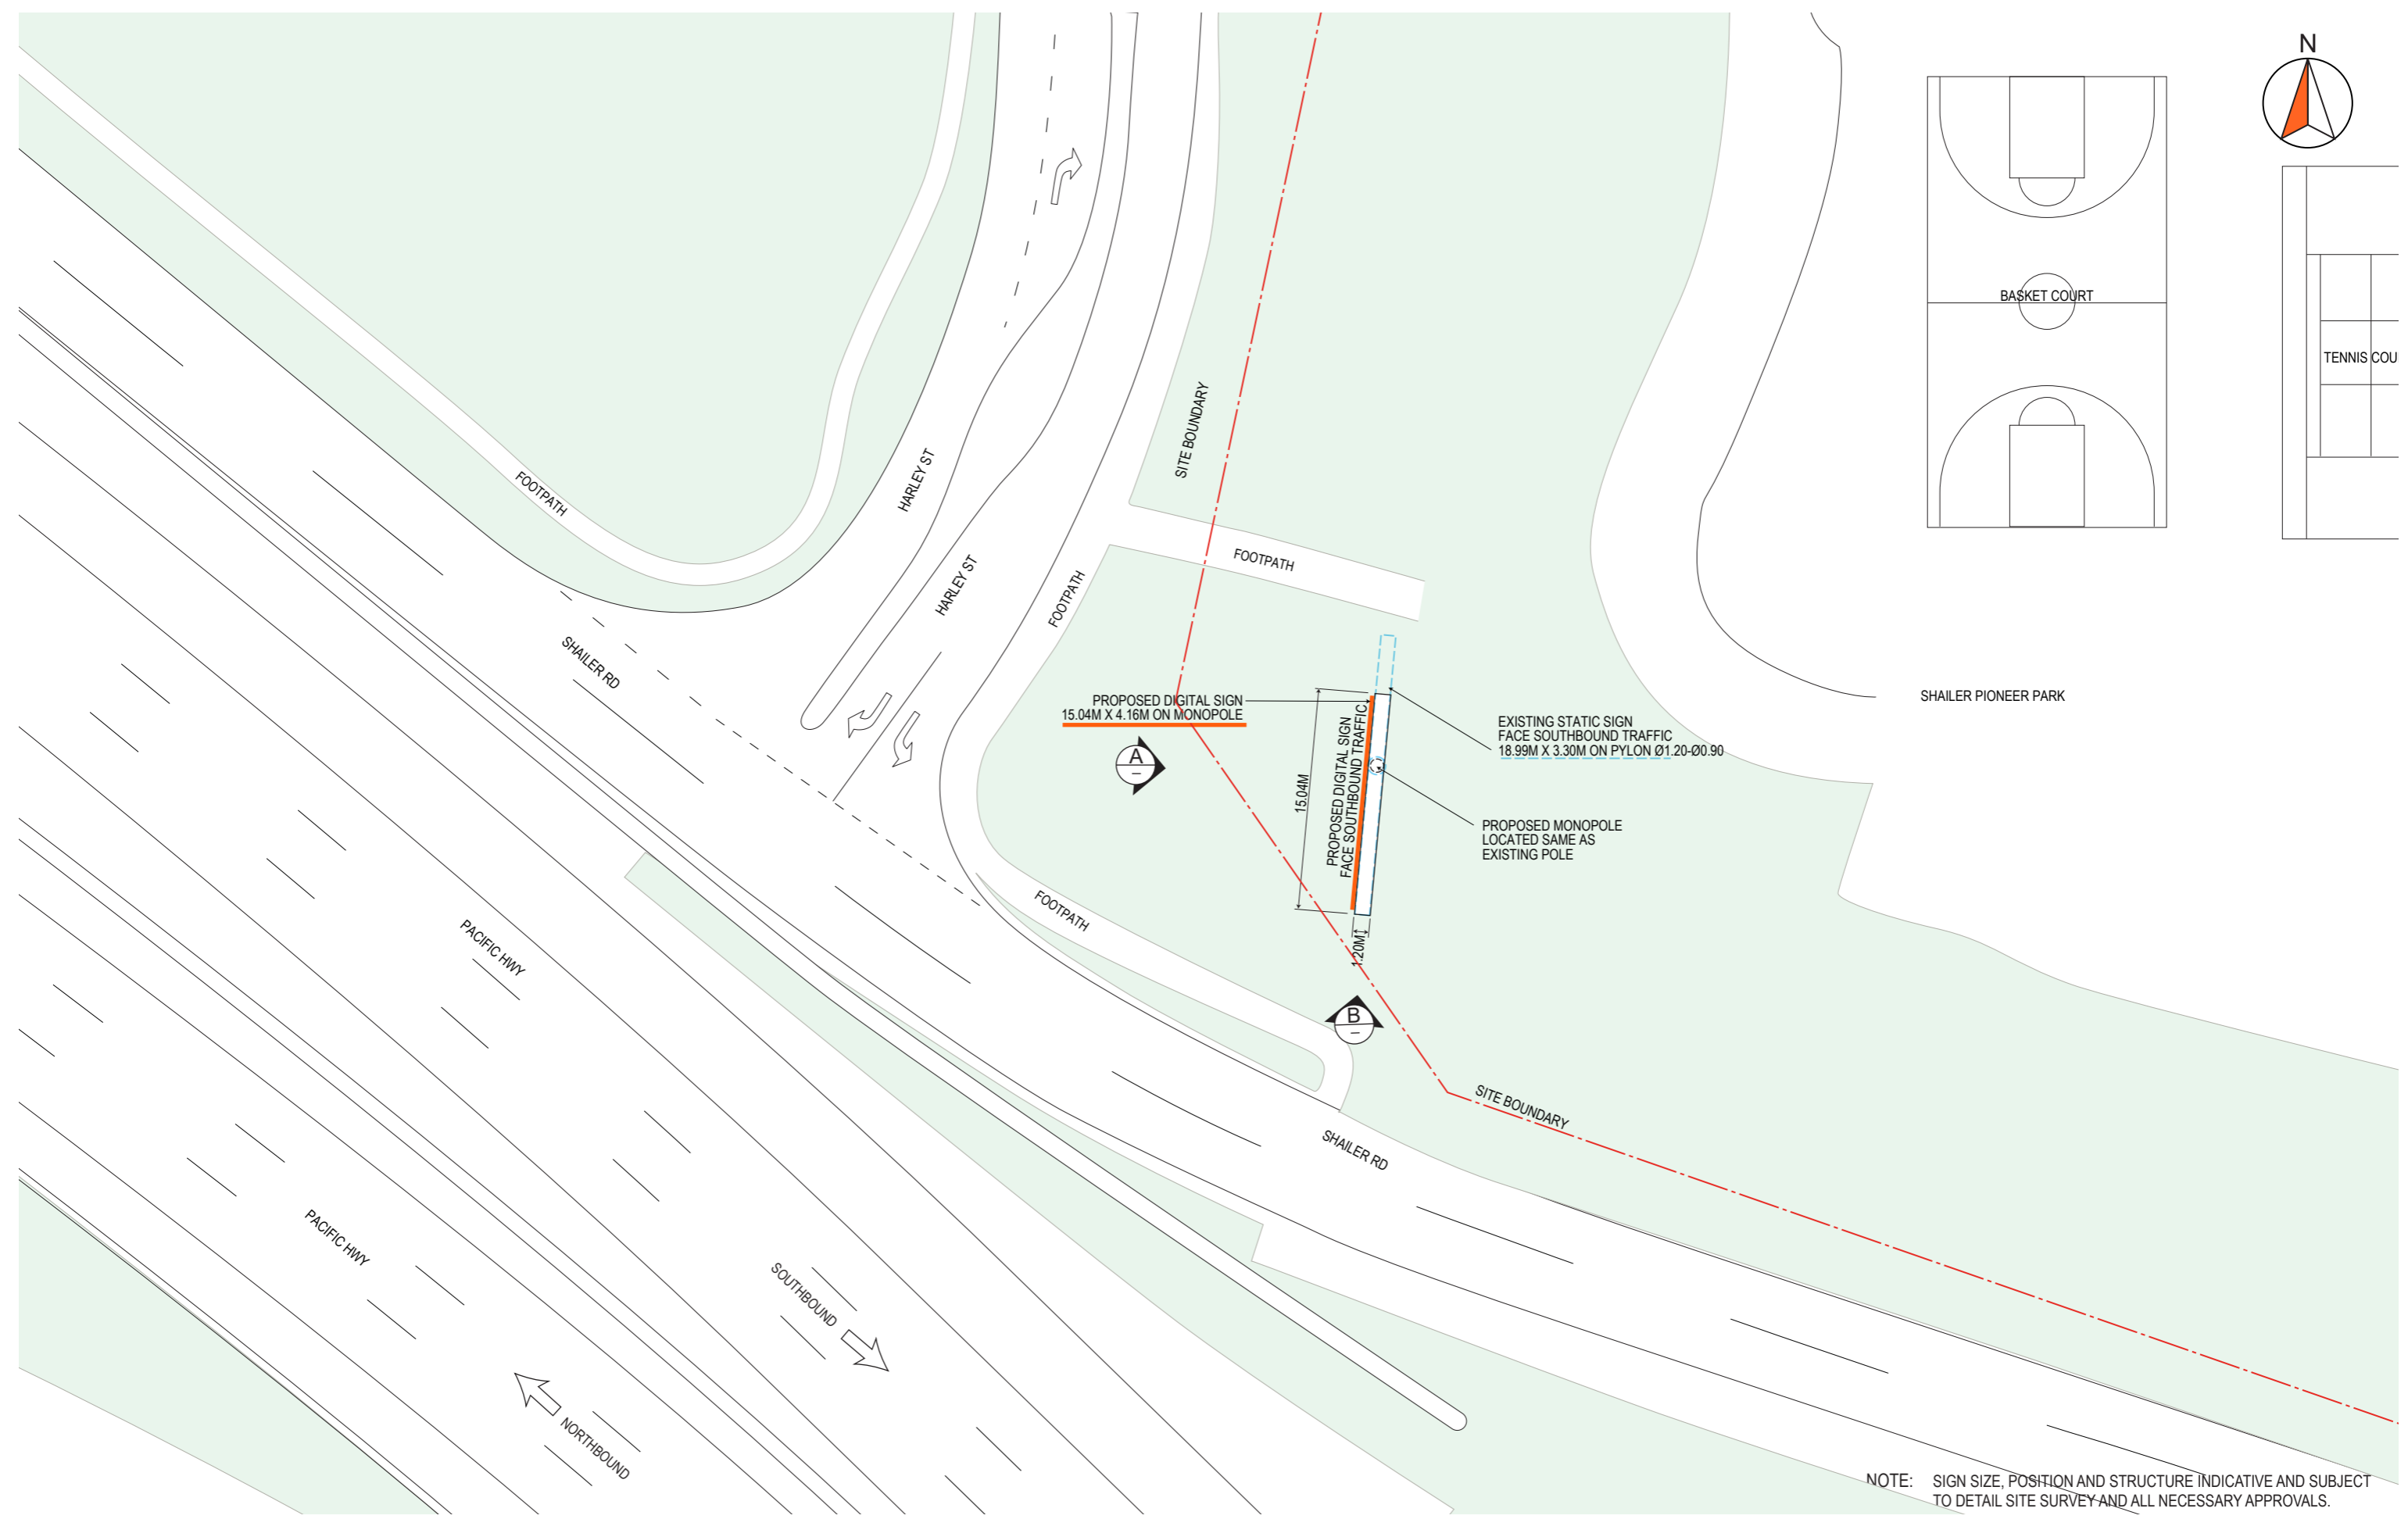 N
BASKET COURT
TENNIS COU
SITE BOUNDARY
HARLEY ST
FOOTPATH
FOOTPATH
HARLEY ST
FOOTPATH
SHAILER RD
PROPOSED DIGITAL SIGN
15.04M X 4.16M ON MONOPOLE
SHAILER PIONEER PARK
EXISTING STATIC SIGN
FACE SOUTHBOUND TRAFFIC
18.99M X 3.30M ON PYLON Ø1.20-Ø0.90
A
–
15.04M
PROPOSED DIGITAL SIGN
FACE SOUTHBOUND TRAFFIC
PROPOSED MONOPOLE
LOCATED SAME AS
EXISTING POLE
FOOTPATH
1.20M
PACIFIC HWY
B
–
SITE BOUNDARY
SHAILER RD
PACIFIC HWY
SOUTHBOUND
NORTHBOUND
NOTE: SIGN SIZE, POSITION AND STRUCTURE INDICATIVE AND SUBJECT
TO DETAIL SITE SURVEY AND ALL NECESSARY APPROVALS.